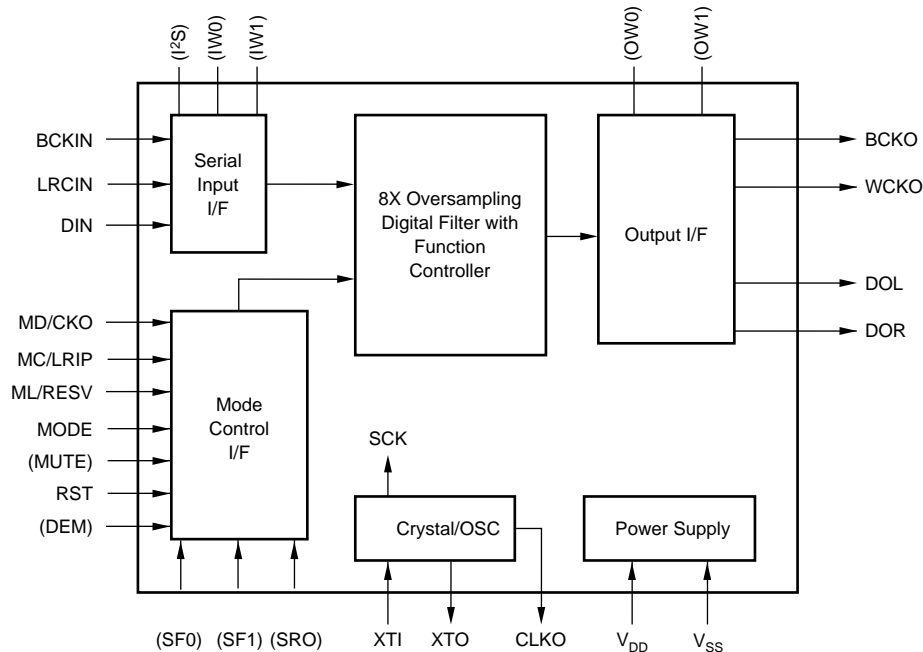 (I²S)
(IW0)
(IW1)
(OW0)
(OW1)
BCKIN
LRCIN
DIN
Serial
Input
I/F
8X Oversampling
Digital Filter with
Function
Controller
Output I/F
BCKO
WCKO
DOL
DOR
MD/CKO
MC/LRIP
ML/RESV
MODE
(MUTE)
RST
(DEM)
Mode
Control
I/F
SCK
Crystal/OSC
Power Supply
(SF0)
(SF1)
(SRO)
XTI
XTO
CLKO
V_DD
V_SS